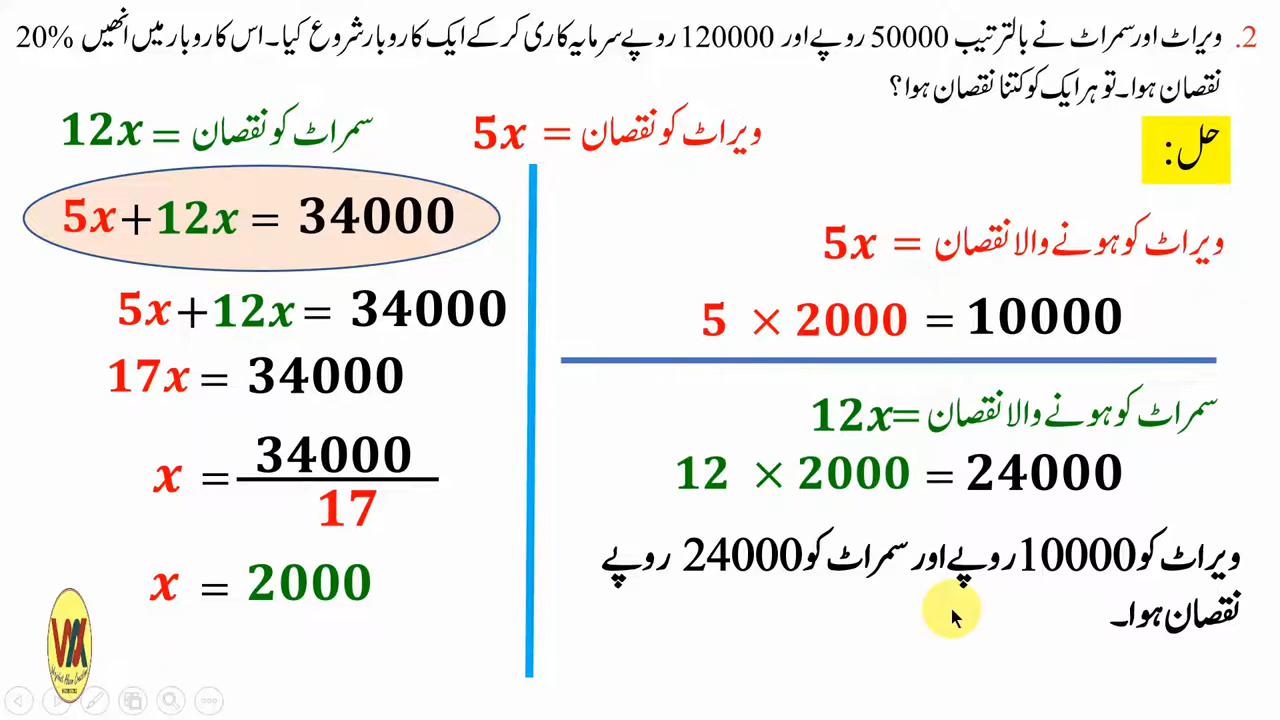 2. ویراٹ اور سمراٹ نے بالترتیب 50000 روپے اور 120000 روپے سرمایہ کاری کر کے ایک کاروبار شروع کیا۔ اس کاروبار میں انھیں %20
نقصان ہوا۔ تو ہر ایک کو کتنا نقصان ہوا؟
حل :
ویراٹ کو نقصان = 5x
سمراٹ کو نقصان = 12x
5x+12x = 34000
5x+12x = 34000
17x = 34000
x = 34000
17
x = 2000
ویراٹ کو ہونے والا نقصان = 5x
5 × 2000 = 10000
سمراٹ کو ہونے والا نقصان =12x
12 × 2000 = 24000
ویراٹ کو 10000 روپے اور سمراٹ کو 24000 روپے
نقصان ہوا۔